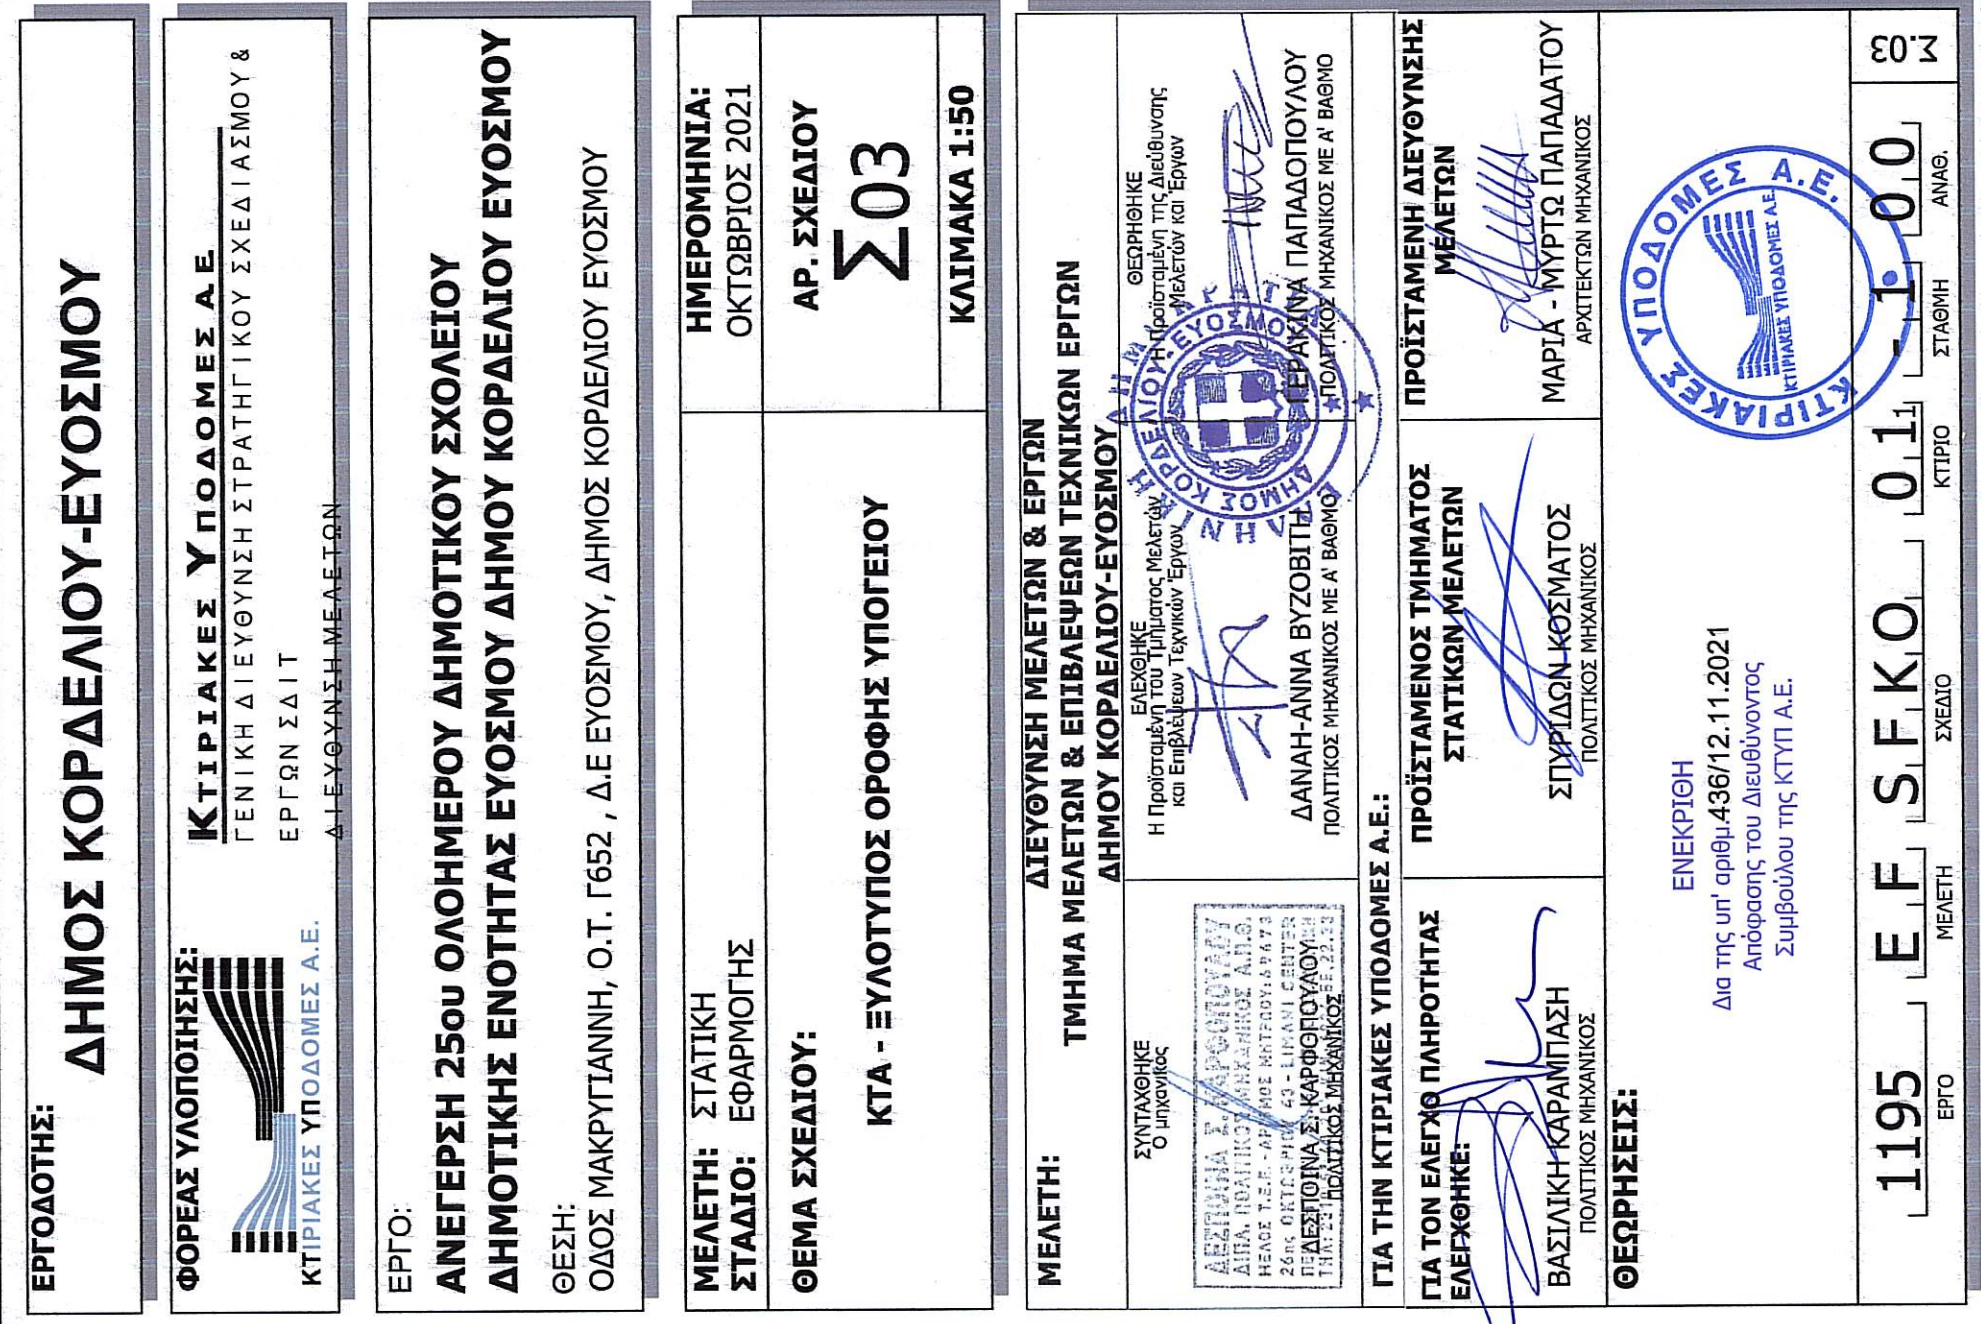 ΕΡΓΟΔΟΤΗΣ:
ΔΗΜΟΣ ΚΟΡΔΕΛΙΟΥ-ΕΥΟΣΜΟΥ
ΦΟΡΕΑΣ ΥΛΟΠΟΙΗΣΗΣ:
ΚΤΙΡΙΑΚΕΣ ΥΠΟΔΟΜΕΣ Α.Ε.
ΚΤΙΡΙΑΚΕΣ ΥΠΟΔΟΜΕΣ Α.Ε.
ΓΕΝΙΚΗ ΔΙΕΥΘΥΝΣΗ ΣΤΡΑΤΗΓΙΚΟΥ ΣΧΕΔΙΑΣΜΟΥ &
ΕΡΓΩΝ ΣΔΙΤ
ΔΙΕΥΘΥΝΣΗ ΜΕΛΕΤΩΝ
ΕΡΓΟ:
ΑΝΕΓΕΡΣΗ 25ου ΟΛΟΗΜΕΡΟΥ ΔΗΜΟΤΙΚΟΥ ΣΧΟΛΕΙΟΥ
ΔΗΜΟΤΙΚΗΣ ΕΝΟΤΗΤΑΣ ΕΥΟΣΜΟΥ ΔΗΜΟΥ ΚΟΡΔΕΛΙΟΥ ΕΥΟΣΜΟΥ
ΘΕΣΗ:
ΟΔΟΣ ΜΑΚΡΥΓΙΑΝΝΗ, Ο.Τ. Γ652 , Δ.Ε ΕΥΟΣΜΟΥ, ΔΗΜΟΣ ΚΟΡΔΕΛΙΟΥ ΕΥΟΣΜΟΥ
ΜΕΛΕΤΗ: ΣΤΑΤΙΚΗ
ΣΤΑΔΙΟ: ΕΦΑΡΜΟΓΗΣ
ΗΜΕΡΟΜΗΝΙΑ:
ΟΚΤΩΒΡΙΟΣ 2021
ΘΕΜΑ ΣΧΕΔΙΟΥ:
ΚΤΑ - ΞΥΛΟΤΥΠΟΣ ΟΡΟΦΗΣ ΥΠΟΓΕΙΟΥ
ΑΡ. ΣΧΕΔΙΟΥ
Σ03
ΚΛΙΜΑΚΑ 1:50
ΜΕΛΕΤΗ:
ΔΙΕΥΘΥΝΣΗ ΜΕΛΕΤΩΝ & ΕΡΓΩΝ
ΤΜΗΜΑ ΜΕΛΕΤΩΝ & ΕΠΙΒΛΕΨΕΩΝ ΤΕΧΝΙΚΩΝ ΕΡΓΩΝ
ΔΗΜΟΥ ΚΟΡΔΕΛΙΟΥ-ΕΥΟΣΜΟΥ
ΣΥΝΤΑΧΘΗΚΕ
Ο μηχανικός
ΔΕΣΠΟΙΝΑ Σ. ΚΑΡΦΟΠΟΥΛΟΥ
ΠΟΛΙΤΙΚΟΣ ΜΗΧΑΝΙΚΟΣ
ΕΛΕΧΘΗΚΕ
Η Προϊσταμένη του Τμήματος Μελετών
και Επιβλέψεων Τεχνικών Έργων
ΔΑΝΑΗ-ΑΝΝΑ ΒΥΖΟΒΙΤΗ
ΠΟΛΙΤΙΚΟΣ ΜΗΧΑΝΙΚΟΣ ΜΕ Α' ΒΑΘΜΟ
ΘΕΩΡΗΘΗΚΕ
Η Προϊσταμένη της Διεύθυνσης
Μελετών και Έργων
ΓΕΡΑΚΙΝΑ ΠΑΠΑΔΟΠΟΥΛΟΥ
ΠΟΛΙΤΙΚΟΣ ΜΗΧΑΝΙΚΟΣ ΜΕ Α' ΒΑΘΜΟ
ΔΗΜΟΣ ΚΟΡΔΕΛΙΟΥ-ΕΥΟΣΜΟΥ
ΓΙΑ ΤΗΝ ΚΤΙΡΙΑΚΕΣ ΥΠΟΔΟΜΕΣ Α.Ε.:
ΓΙΑ ΤΟΝ ΕΛΕΓΧΟ ΠΛΗΡΟΤΗΤΑΣ
ΕΛΕΓΧΘΗΚΕ:
ΒΑΣΙΛΙΚΗ ΚΑΡΑΜΠΑΣΗ
ΠΟΛΙΤΙΚΟΣ ΜΗΧΑΝΙΚΟΣ
ΠΡΟΪΣΤΑΜΕΝΟΣ ΤΜΗΜΑΤΟΣ
ΣΤΑΤΙΚΩΝ ΜΕΛΕΤΩΝ
ΣΠΥΡΙΔΩΝ ΚΟΣΜΑΤΟΣ
ΠΟΛΙΤΙΚΟΣ ΜΗΧΑΝΙΚΟΣ
ΠΡΟΪΣΤΑΜΕΝΗ ΔΙΕΥΘΥΝΣΗΣ
ΜΕΛΕΤΩΝ
ΜΑΡΙΑ - ΜΥΡΤΩ ΠΑΠΑΔΑΤΟΥ
ΑΡΧΙΤΕΚΤΩΝ ΜΗΧΑΝΙΚΟΣ
ΘΕΩΡΗΣΕΙΣ:
ΕΝΕΚΡΙΘΗ
Δια της υπ' αριθμ.436/12.11.2021
Απόφασης του Διευθύνοντος
Συμβούλου της ΚΤΥΠ Α.Ε.
ΚΤΙΡΙΑΚΕΣ ΥΠΟΔΟΜΕΣ Α.Ε.
ΚΤΙΡΙΑΚΕΣ ΥΠΟΔΟΜΕΣ Α.Ε.
1195 EF SFKO 01 -1 00
ΕΡΓΟ ΜΕΛΕΤΗ ΣΧΕΔΙΟ ΚΤΙΡΙΟ ΣΤΑΘΜΗ ΑΝΑΘ.
Σ.03